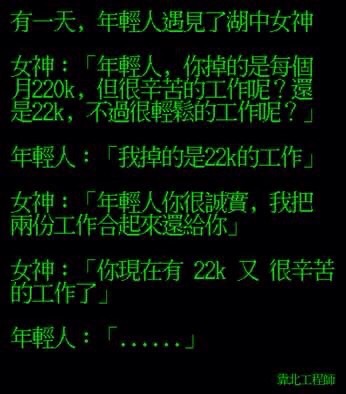 有一天, 年輕人遇見了湖中女神
女神：「年輕人, 你掉的是每個
月220k, 但很辛苦的工作呢？還
是22k, 不過很輕鬆的工作呢？」
年輕人：「我掉的是22k的工作」
女神：「年輕人你很誠實, 我把
兩份工作合起來還給你」
女神：「你現在有 22k 又 很辛苦
的工作了」
年輕人：「......」
靠北工程師